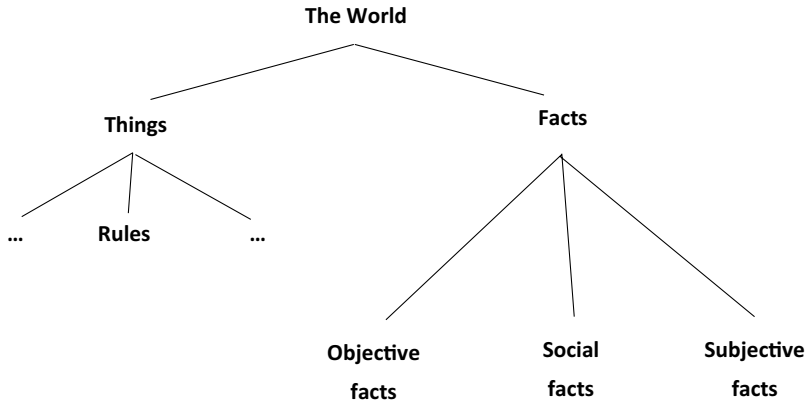 The World
Things
Facts
...
Rules
...
Objective
facts
Social
facts
Subjective
facts